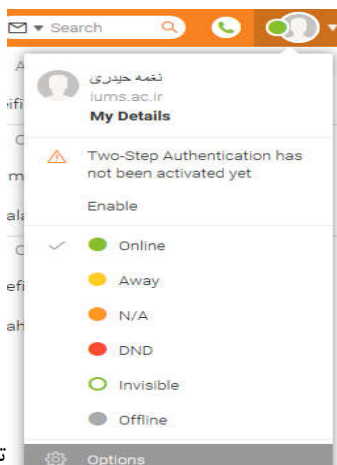 Search
نغمه حیدری
iums.ac.ir
My Details
Two-Step Authentication has
not been activated yet
Enable
Online
Away
N/A
DND
Invisible
Offline
Options